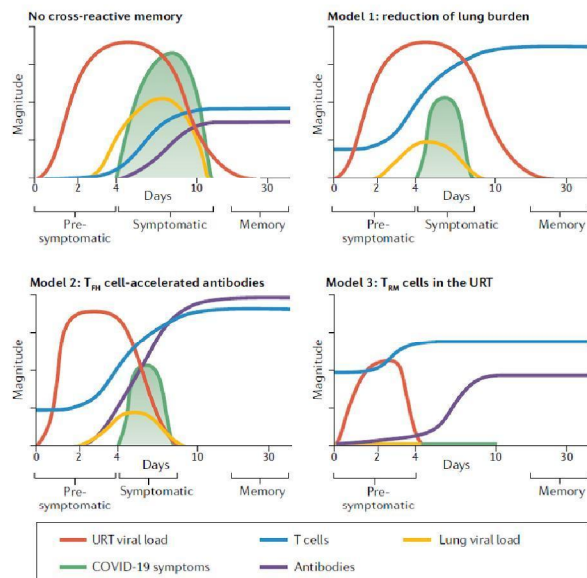 No cross-reactive memory
Magnitude
0 2 4 10 30
Days
Pre-
symptomatic
Symptomatic
Memory
Model 1: reduction of lung burden
Magnitude
0 2 4 10 30
Days
Pre-
symptomatic
Symptomatic
Memory
Model 2: TFH cell-accelerated antibodies
Magnitude
0 2 4 10 30
Days
Pre-
symptomatic
Symptomatic
Memory
Model 3: TRM cells in the URT
Magnitude
0 2 4 10 30
Days
Pre-
symptomatic
Memory
URT viral load
T cells
Lung viral load
COVID-19 symptoms
Antibodies